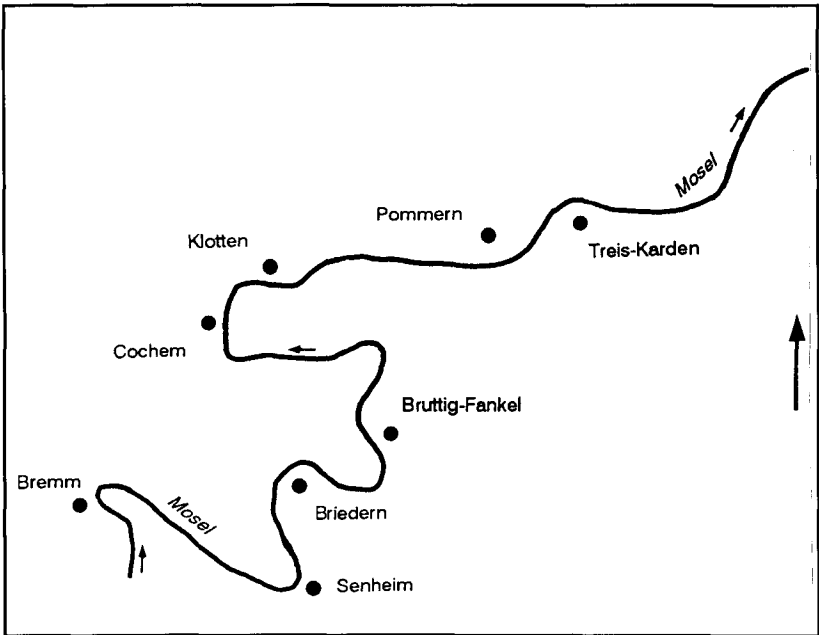 Mosel
Pommern
Klotten
Treis-Karden
Cochem
Bruttig-Fankel
Bremm
Mosel
Briedern
Senheim